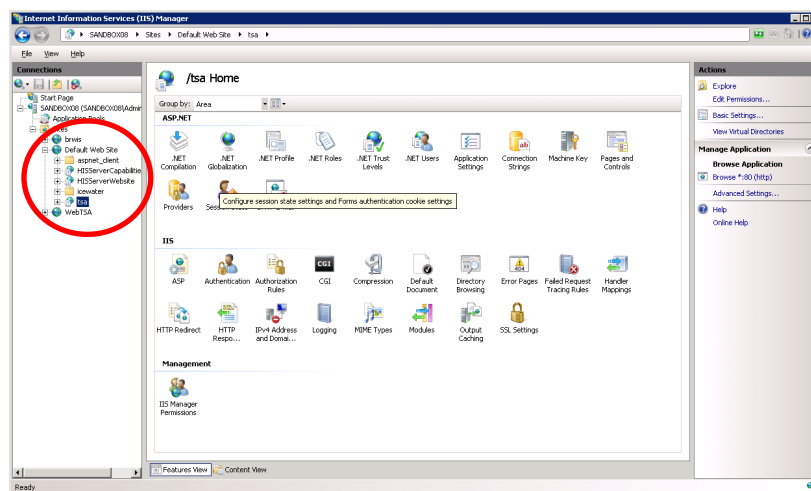 Internet Information Services (IIS) Manager
SANDBOX08 Sites Default Web Site tsa
File View Help
Connections
Start Page
SANDBOX08 (SANDBOX08\Admir
Application Pools
Sites
brwis
Default Web Site
aspnet_client
HISServerCapabilitie
HISServerWebsite
icewater
tsa
WebTSA
/tsa Home
Group by: Area
ASP.NET
.NET Compilation
.NET Globalization
.NET Profile
.NET Roles
.NET Trust Levels
.NET Users
Application Settings
Connection Strings
Machine Key
Pages and Controls
Providers
Configure session state settings and Forms authentication cookie settings
IIS
ASP
Authentication
Authorization Rules
CGI
Compression
Default Document
Directory Browsing
Error Pages
Failed Request Tracing Rules
Handler Mappings
HTTP Redirect
HTTP Respo...
IPv4 Address and Domai...
Logging
MIME Types
Modules
Output Caching
SSL Settings
Management
IIS Manager Permissions
Features View
Content View
Actions
Explore
Edit Permissions...
Basic Settings...
View Virtual Directories
Manage Application
Browse Application
Browse *:80 (http)
Advanced Settings...
Help
Online Help
Ready